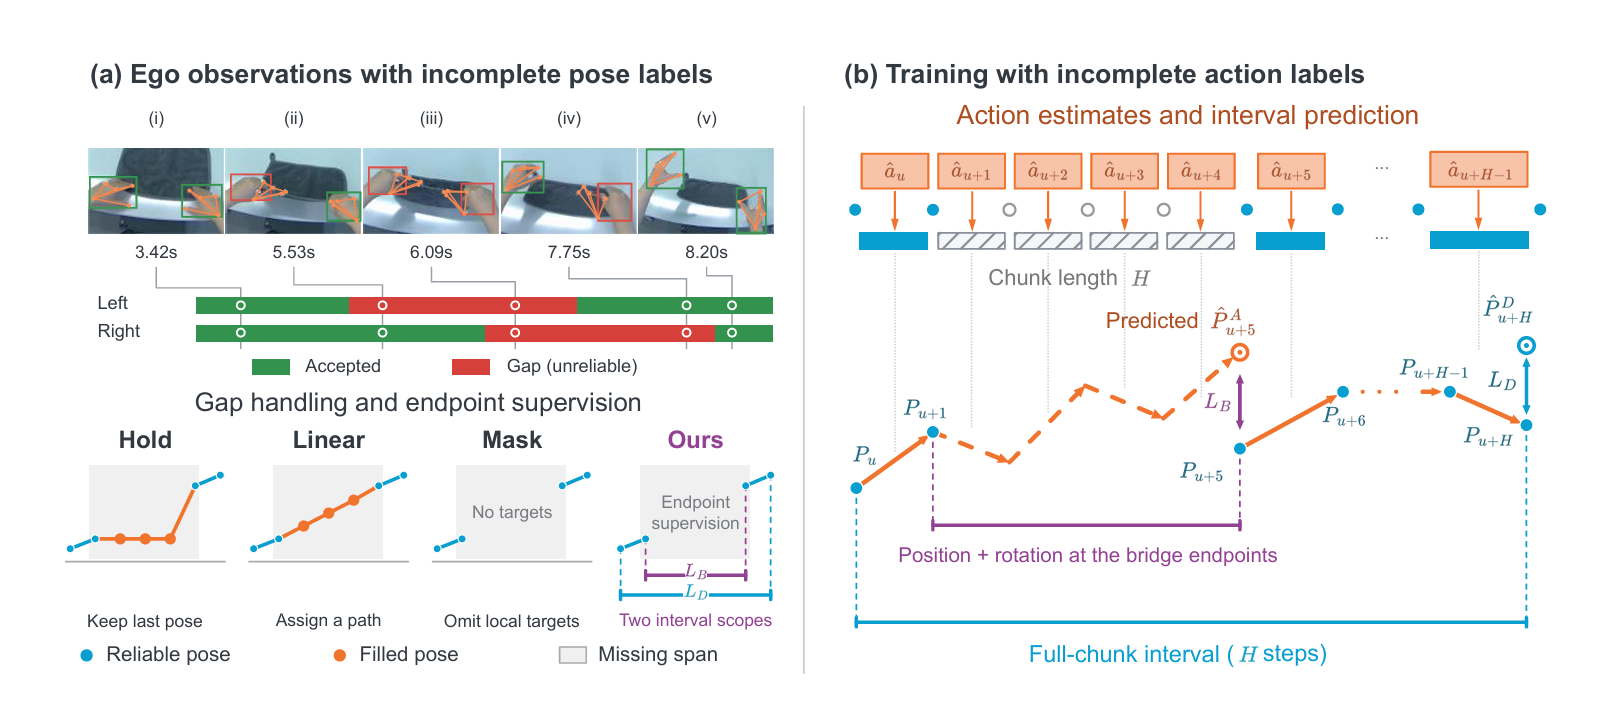 (a) Ego observations with incomplete pose labels
(i) (ii) (iii) (iv) (v)
3.42s 5.53s 6.09s 7.75s 8.20s
Left
Right
Accepted Gap (unreliable)
Gap handling and endpoint supervision
Hold Linear Mask Ours
No targets
Endpoint
supervision
L_B
L_D
Keep last pose Assign a path Omit local targets Two interval scopes
Reliable pose Filled pose Missing span
(b) Training with incomplete action labels
Action estimates and interval prediction
â_u â_{u+1} â_{u+2} â_{u+3} â_{u+4} â_{u+5} ... â_{u+H−1}
...
Chunk length H
Predicted P̂^A_{u+5}
P̂^D_{u+H}
P_u
P_{u+1}
L_B
P_{u+5}
P_{u+6}
P_{u+H−1}
L_D
P_{u+H}
Position + rotation at the bridge endpoints
Full-chunk interval ( H steps)